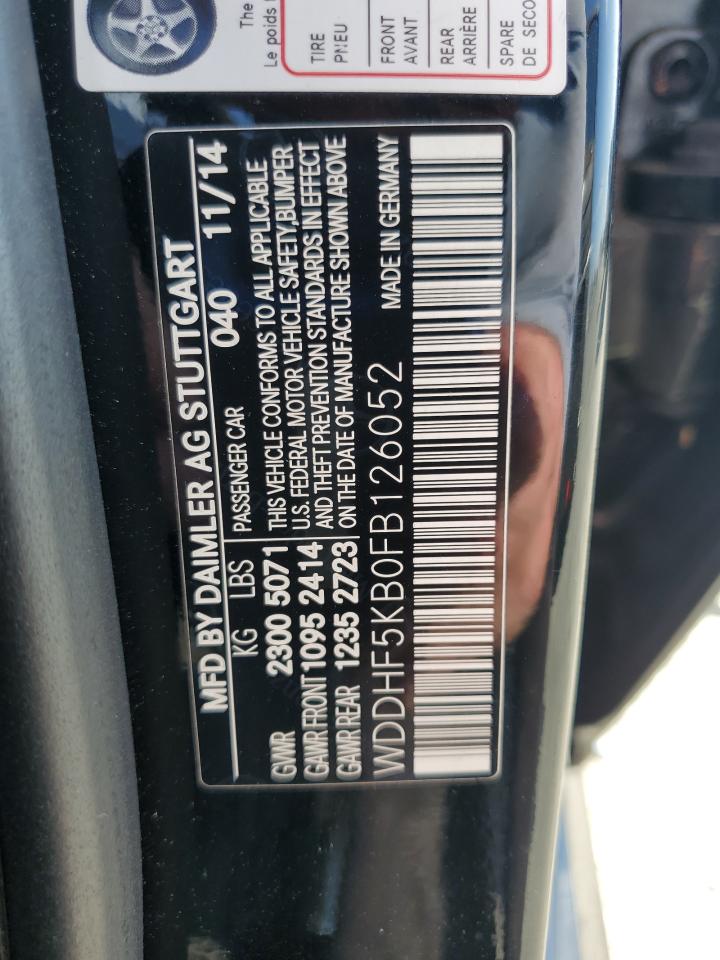 The
Le poids t
TIRE
PNEU
FRONT
AVANT
REAR
ARRIÈRE
SPARE
DE SECO
MFD BY DAIMLER AG STUTTGART
KG LBS PASSENGER CAR 040 11/14
GWR 2300 5071 THIS VEHICLE CONFORMS TO ALL APPLICABLE
GAWR FRONT 1095 2414 U.S. FEDERAL MOTOR VEHICLE SAFETY, BUMPER
GAWR REAR 1235 2723 AND THEFT PREVENTION STANDARDS IN EFFECT
ON THE DATE OF MANUFACTURE SHOWN ABOVE
WDDHF5KB0FB126052 MADE IN GERMANY